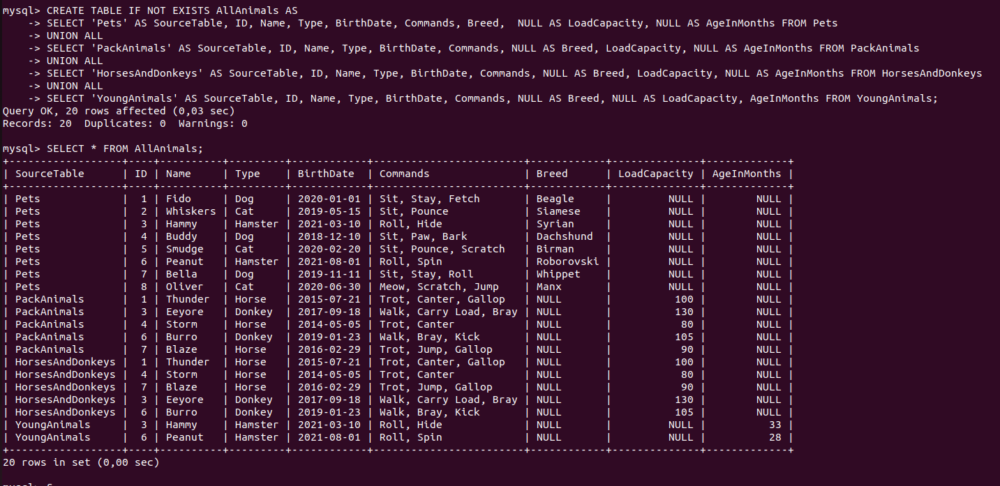 mysql> CREATE TABLE IF NOT EXISTS AllAnimals AS
    -> SELECT 'Pets' AS SourceTable, ID, Name, Type, BirthDate, Commands, Breed,  NULL AS LoadCapacity, NULL AS AgeInMonths FROM Pets
    -> UNION ALL
    -> SELECT 'PackAnimals' AS SourceTable, ID, Name, Type, BirthDate, Commands, NULL AS Breed, LoadCapacity, NULL AS AgeInMonths FROM PackAnimals
    -> UNION ALL
    -> SELECT 'HorsesAndDonkeys' AS SourceTable, ID, Name, Type, BirthDate, Commands, NULL AS Breed, LoadCapacity, NULL AS AgeInMonths FROM HorsesAndDonkeys
    -> UNION ALL
    -> SELECT 'YoungAnimals' AS SourceTable, ID, Name, Type, BirthDate, Commands, NULL AS Breed, NULL AS LoadCapacity, AgeInMonths FROM YoungAnimals;
Query OK, 20 rows affected (0,03 sec)
Records: 20  Duplicates: 0  Warnings: 0
mysql> SELECT * FROM AllAnimals;
+------------------+----+----------+---------+------------+------------------------+------------+--------------+-------------+
| SourceTable      | ID | Name     | Type    | BirthDate  | Commands               | Breed      | LoadCapacity | AgeInMonths |
+------------------+----+----------+---------+------------+------------------------+------------+--------------+-------------+
| Pets             |  1 | Fido     | Dog     | 2020-01-01 | Sit, Stay, Fetch       | Beagle     |         NULL |        NULL |
| Pets             |  2 | Whiskers | Cat     | 2019-05-15 | Sit, Pounce            | Siamese    |         NULL |        NULL |
| Pets             |  3 | Hammy    | Hamster | 2021-03-10 | Roll, Hide             | Syrian     |         NULL |        NULL |
| Pets             |  4 | Buddy    | Dog     | 2018-12-10 | Sit, Paw, Bark         | Dachshund  |         NULL |        NULL |
| Pets             |  5 | Smudge   | Cat     | 2020-02-20 | Sit, Pounce, Scratch   | Birman     |         NULL |        NULL |
| Pets             |  6 | Peanut   | Hamster | 2021-08-01 | Roll, Spin             | Roborovski |         NULL |        NULL |
| Pets             |  7 | Bella    | Dog     | 2019-11-11 | Sit, Stay, Roll        | Whippet    |         NULL |        NULL |
| Pets             |  8 | Oliver   | Cat     | 2020-06-30 | Meow, Scratch, Jump    | Manx       |         NULL |        NULL |
| PackAnimals      |  1 | Thunder  | Horse   | 2015-07-21 | Trot, Canter, Gallop   | NULL       |          100 |        NULL |
| PackAnimals      |  3 | Eeyore   | Donkey  | 2017-09-18 | Walk, Carry Load, Bray | NULL       |          130 |        NULL |
| PackAnimals      |  4 | Storm    | Horse   | 2014-05-05 | Trot, Canter           | NULL       |           80 |        NULL |
| PackAnimals      |  6 | Burro    | Donkey  | 2019-01-23 | Walk, Bray, Kick       | NULL       |          105 |        NULL |
| PackAnimals      |  7 | Blaze    | Horse   | 2016-02-29 | Trot, Jump, Gallop     | NULL       |           90 |        NULL |
| HorsesAndDonkeys |  1 | Thunder  | Horse   | 2015-07-21 | Trot, Canter, Gallop   | NULL       |          100 |        NULL |
| HorsesAndDonkeys |  4 | Storm    | Horse   | 2014-05-05 | Trot, Canter           | NULL       |           80 |        NULL |
| HorsesAndDonkeys |  7 | Blaze    | Horse   | 2016-02-29 | Trot, Jump, Gallop     | NULL       |           90 |        NULL |
| HorsesAndDonkeys |  3 | Eeyore   | Donkey  | 2017-09-18 | Walk, Carry Load, Bray | NULL       |          130 |        NULL |
| HorsesAndDonkeys |  6 | Burro    | Donkey  | 2019-01-23 | Walk, Bray, Kick       | NULL       |          105 |        NULL |
| YoungAnimals     |  3 | Hammy    | Hamster | 2021-03-10 | Roll, Hide             | NULL       |         NULL |          33 |
| YoungAnimals     |  6 | Peanut   | Hamster | 2021-08-01 | Roll, Spin             | NULL       |         NULL |          28 |
+------------------+----+----------+---------+------------+------------------------+------------+--------------+-------------+
20 rows in set (0,00 sec)